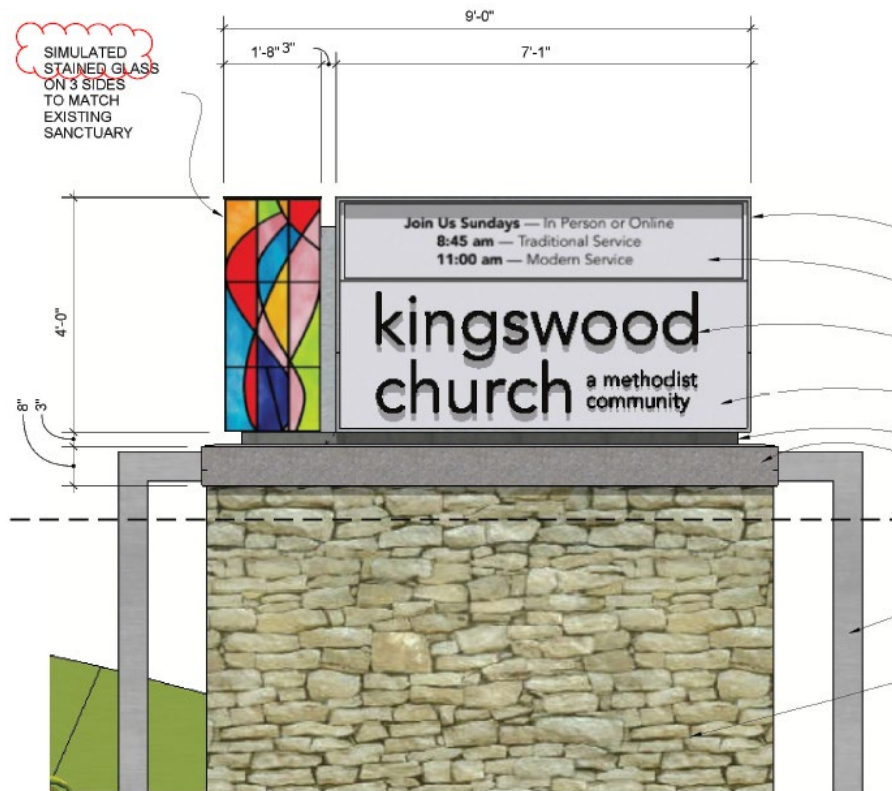 9'-0"
1'-8" 3" 7'-1"
SIMULATED
STAINED GLASS
ON 3 SIDES
TO MATCH
EXISTING
SANCTUARY
Join Us Sundays — In Person or Online
8:45 am — Traditional Service
11:00 am — Modern Service
4'-0"
kingswood
church a methodist
community
3"
8"